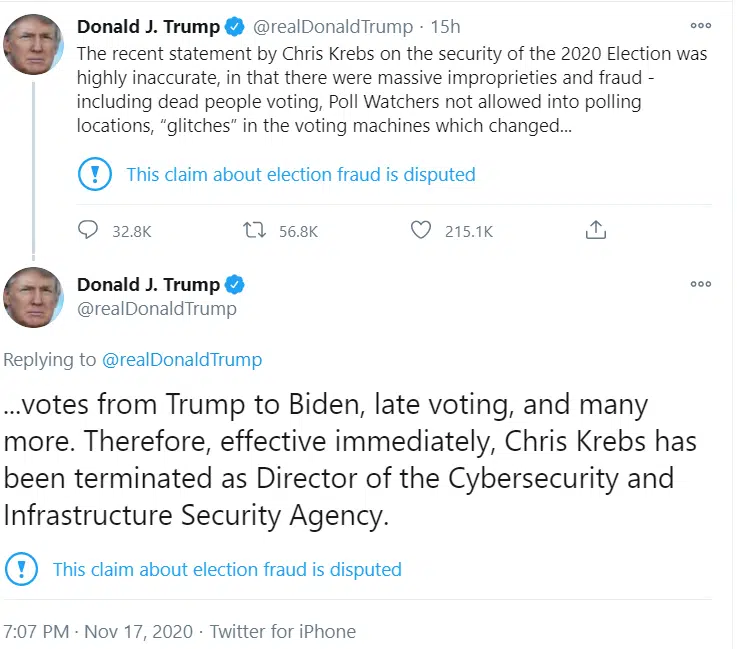 Donald J. Trump @realDonaldTrump · 15h
The recent statement by Chris Krebs on the security of the 2020 Election was
highly inaccurate, in that there were massive improprieties and fraud -
including dead people voting, Poll Watchers not allowed into polling
locations, “glitches” in the voting machines which changed...
This claim about election fraud is disputed
32.8K 56.8K 215.1K
Donald J. Trump
@realDonaldTrump
Replying to @realDonaldTrump
...votes from Trump to Biden, late voting, and many
more. Therefore, effective immediately, Chris Krebs has
been terminated as Director of the Cybersecurity and
Infrastructure Security Agency.
This claim about election fraud is disputed
7:07 PM · Nov 17, 2020 · Twitter for iPhone